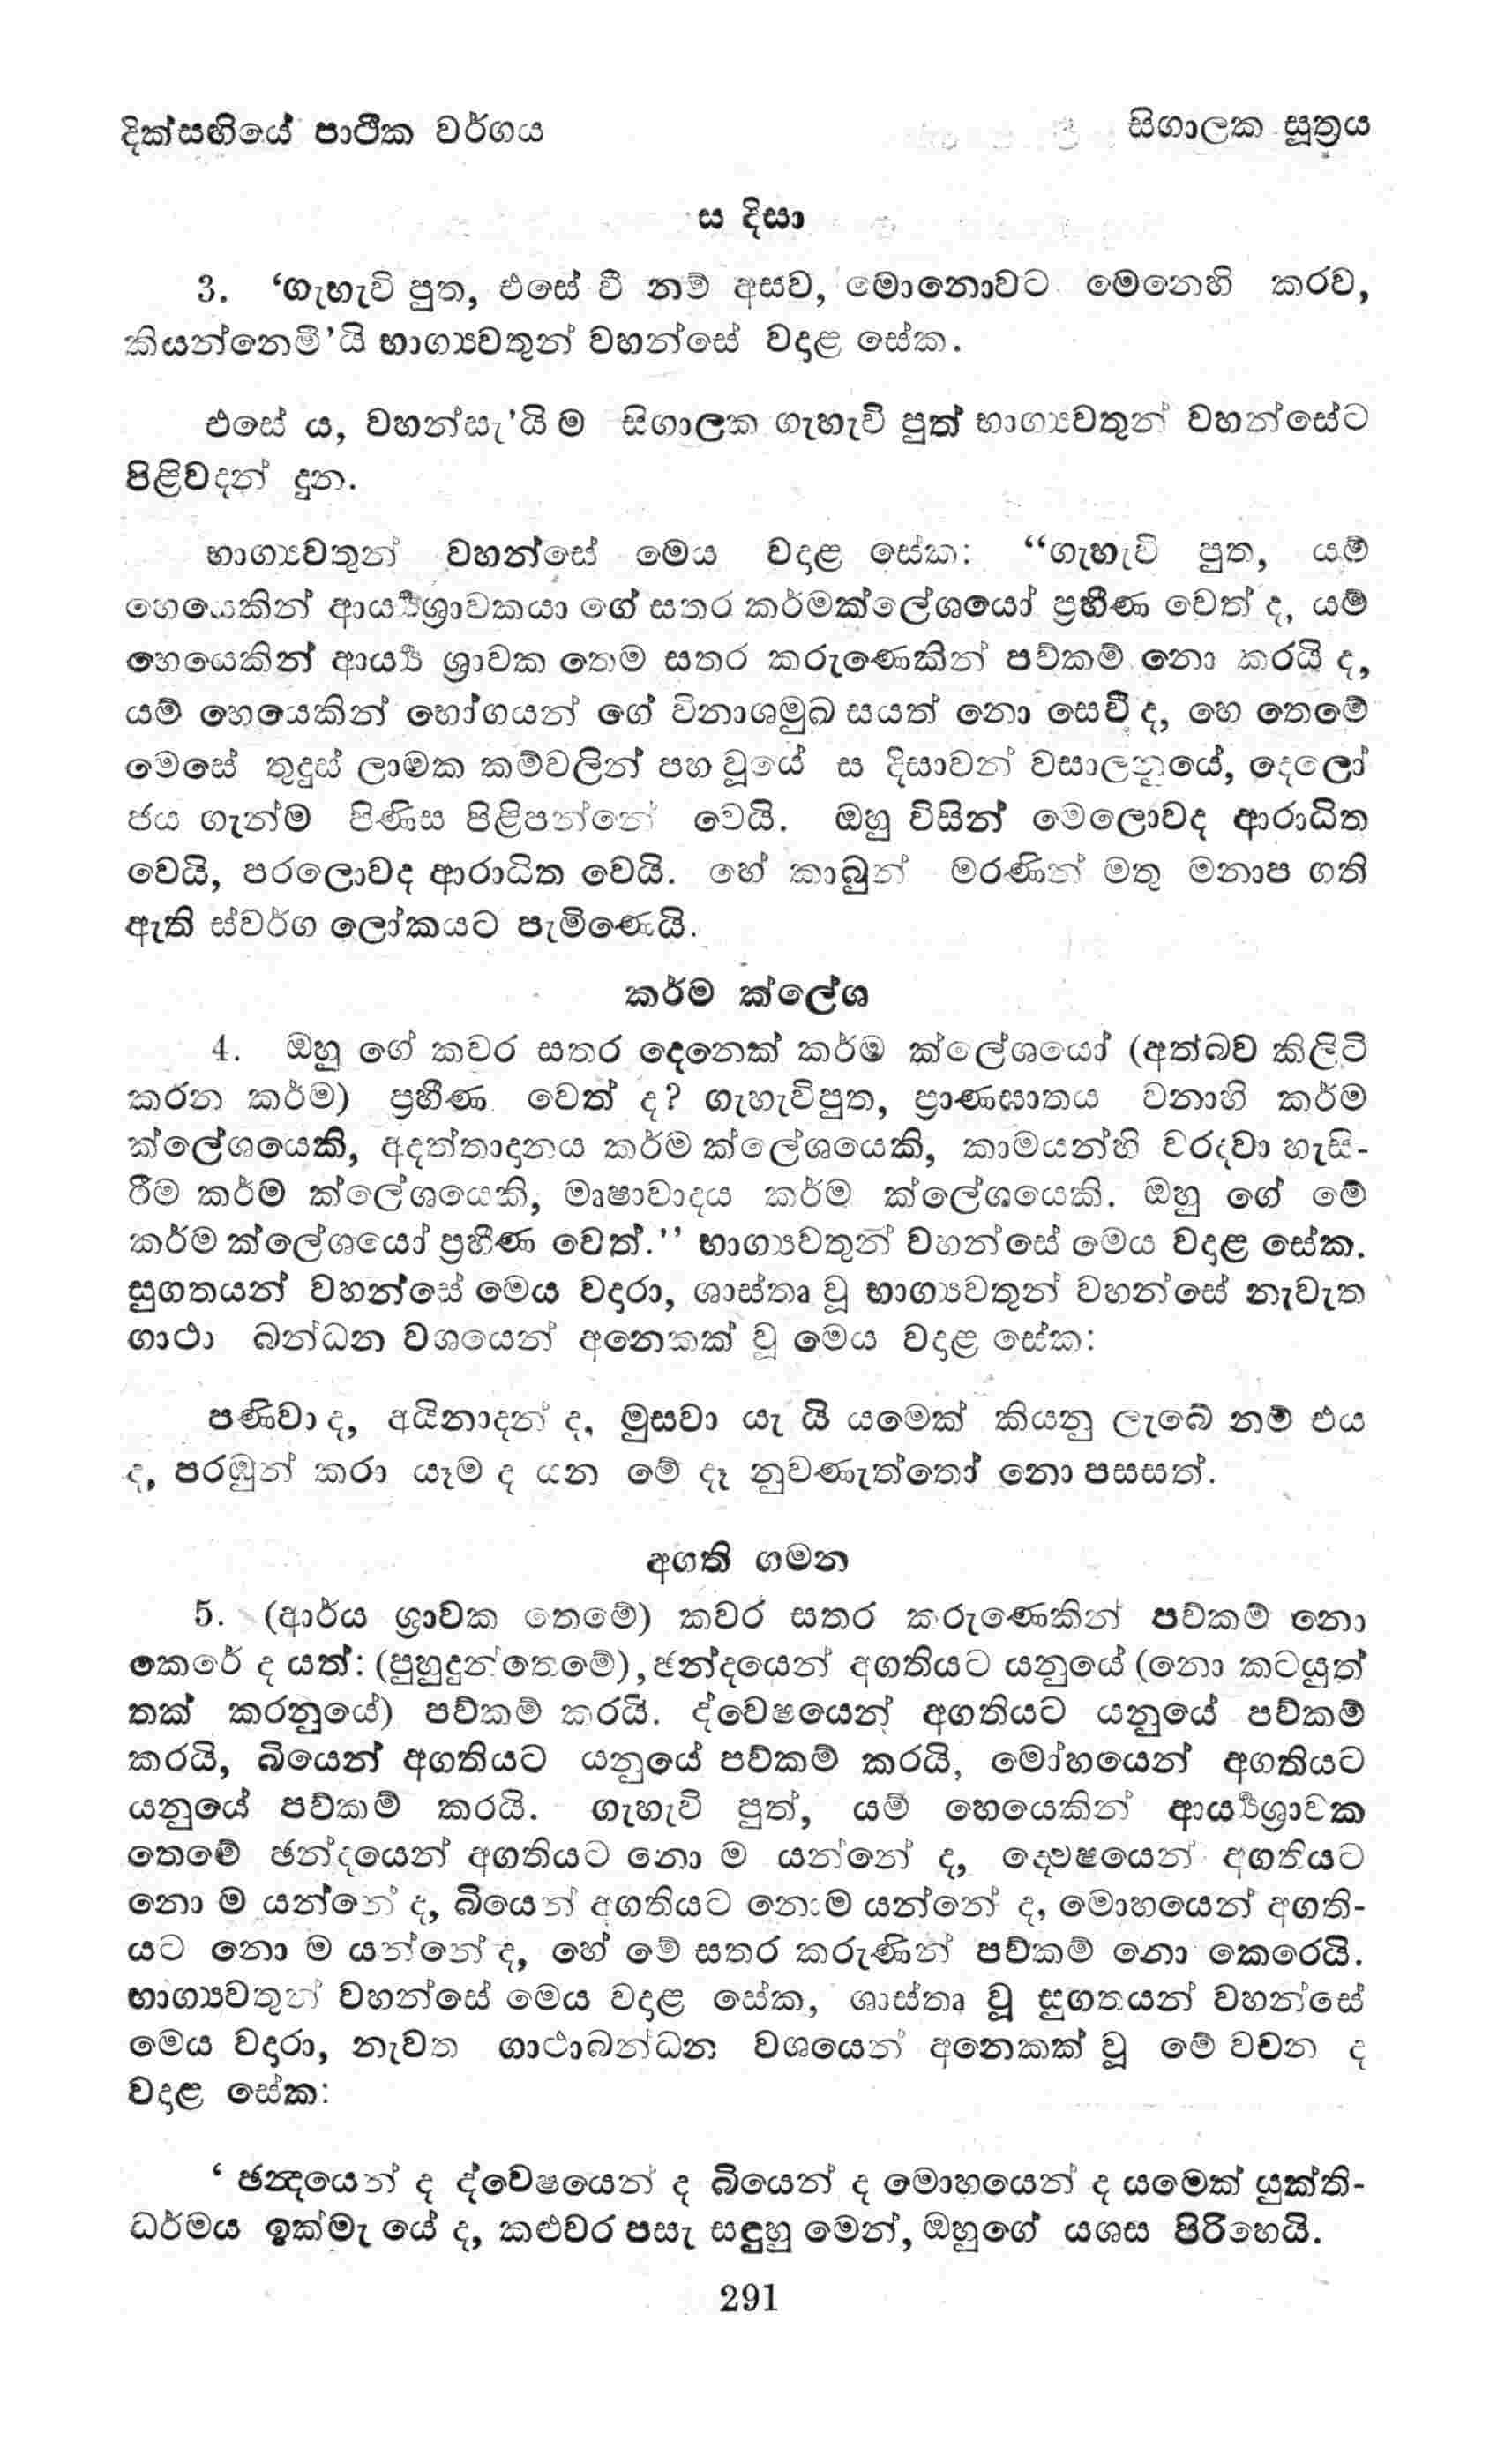 දික්සඟියේ පාථික වර්ගය
සිගාලක සූත්‍රය
ස දිසා
3. ‘ගැහැවි පුත, එසේ වී නම් අසව, මොනොවට මෙනෙහි කරව,
කියන්නෙමි’යි භාග්‍යවතුන් වහන්සේ වදාළ සේක.
එසේ ය, වහන්සැ’යි ම සිගාලක ගැහැවි පුත් භාග්‍යවතුන් වහන්සේට
පිළිවදන් දුන.
භාග්‍යවතුන් වහන්සේ මෙය වදාළ සේක: “ගැහැවි පුත, යම්
හෙයෙකින් ආර්‍ය්‍යශ්‍රාවකයා ගේ සතර කර්මක්ලේශයෝ ප්‍රහීණ වෙත් ද, යම්
හෙයෙකින් ආර්‍ය්‍ය ශ්‍රාවක තෙම සතර කරුණෙකින් පව්කම් නො කරයි ද,
යම් හෙයෙකින් භෝගයන් ගේ විනාශමුඛ සයත් නො සෙවී ද, හෙ තෙමේ
මෙසේ තුදුස් ලාමක කම්වලින් පහ වූයේ ස දිසාවන් වසාලනුයේ, දෙලෝ
ජය ගැන්ම පිණිස පිළිපන්නේ වෙයි. ඔහු විසින් මෙලොවද ආරාධිත
වෙයි, පරලොවද ආරාධිත වෙයි. හේ කාබුන් මරණින් මතු මනාප ගති
ඇති ස්වර්ග ලෝකයට පැමිණෙයි.
කර්ම ක්ලේශ
4. ඔහු ගේ කවර සතර දෙනෙක් කර්ම ක්ලේශයෝ (අත්බව කිලිටි
කරන කර්ම) ප්‍රහීණ වෙත් ද? ගැහැවිපුත, ප්‍රාණඝාතය වනාහි කර්ම
ක්ලේශයෙකි, අදත්තාදානය කර්ම ක්ලේශයෙකි, කාමයන්හි වරදවා හැසි-
රීම කර්ම ක්ලේශයෙකි, මෘෂාවාදය කර්ම ක්ලේශයෙකි. ඔහු ගේ මේ
කර්ම ක්ලේශයෝ ප්‍රහීණ වෙත්.’’ භාග්‍යවතුන් වහන්සේ මෙය වදාළ සේක.
සුගතයන් වහන්සේ මෙය වදාරා, ශාස්තෘ වූ භාග්‍යවතුන් වහන්සේ නැවැත
ගාථා බන්ධන වශයෙන් අනෙකක් වූ මෙය වදාළ සේක:
පණිවා ද, අයිනාදන් ද, මුසවා යැ යි යමෙක් කියනු ලැබේ නම් එය
ද, පරඹුන් කරා යෑම ද යන මේ දෑ නුවණැත්තෝ නො පසසත්.
අගති ගමන
5. (ආර්ය ශ්‍රාවක තෙමේ) කවර සතර කරුණෙකින් පව්කම් නො
කෙරේ ද යත්: (පුහුදුන් තෙමේ), ඡන්දයෙන් අගතියට යනුයේ (නො කටයුත්
තක් කරනුයේ) පව්කම් කරයි. ද්වෙෂයෙන් අගතියට යනුයේ පව්කම්
කරයි, බියෙන් අගතියට යනුයේ පව්කම් කරයි, මෝහයෙන් අගතියට
යනුයේ පව්කම් කරයි. ගැහැවි පුත්, යම් හෙයෙකින් ආර්‍ය්‍යශ්‍රාවක
තෙමේ ඡන්දයෙන් අගතියට නො ම යන්නේ ද, ද්‍වෙෂයෙන් අගතියට
නො ම යන්නේ ද, බියෙන් අගතියට නොම යන්නේ ද, මොහයෙන් අගති-
යට නො ම යන්නේ ද, හේ මේ සතර කරුණින් පව්කම් නො කෙරෙයි.
භාග්‍යවතුන් වහන්සේ මෙය වදාළ සේක, ශාස්තෘ වූ සුගතයන් වහන්සේ
මෙය වදාරා, නැවත ගාථාබන්ධන වශයෙන් අනෙකක් වූ මේ වචන ද
වදාළ සේක:
‘ ඡන්‍දයෙන් ද ද්වෙෂයෙන් ද බියෙන් ද මොහයෙන් ද යමෙක් යුක්ති-
ධර්මය ඉක්මැ යේ ද, කළුවර පසැ සඳුහු මෙන්, ඔහුගේ යශස පිරිහෙයි.
291